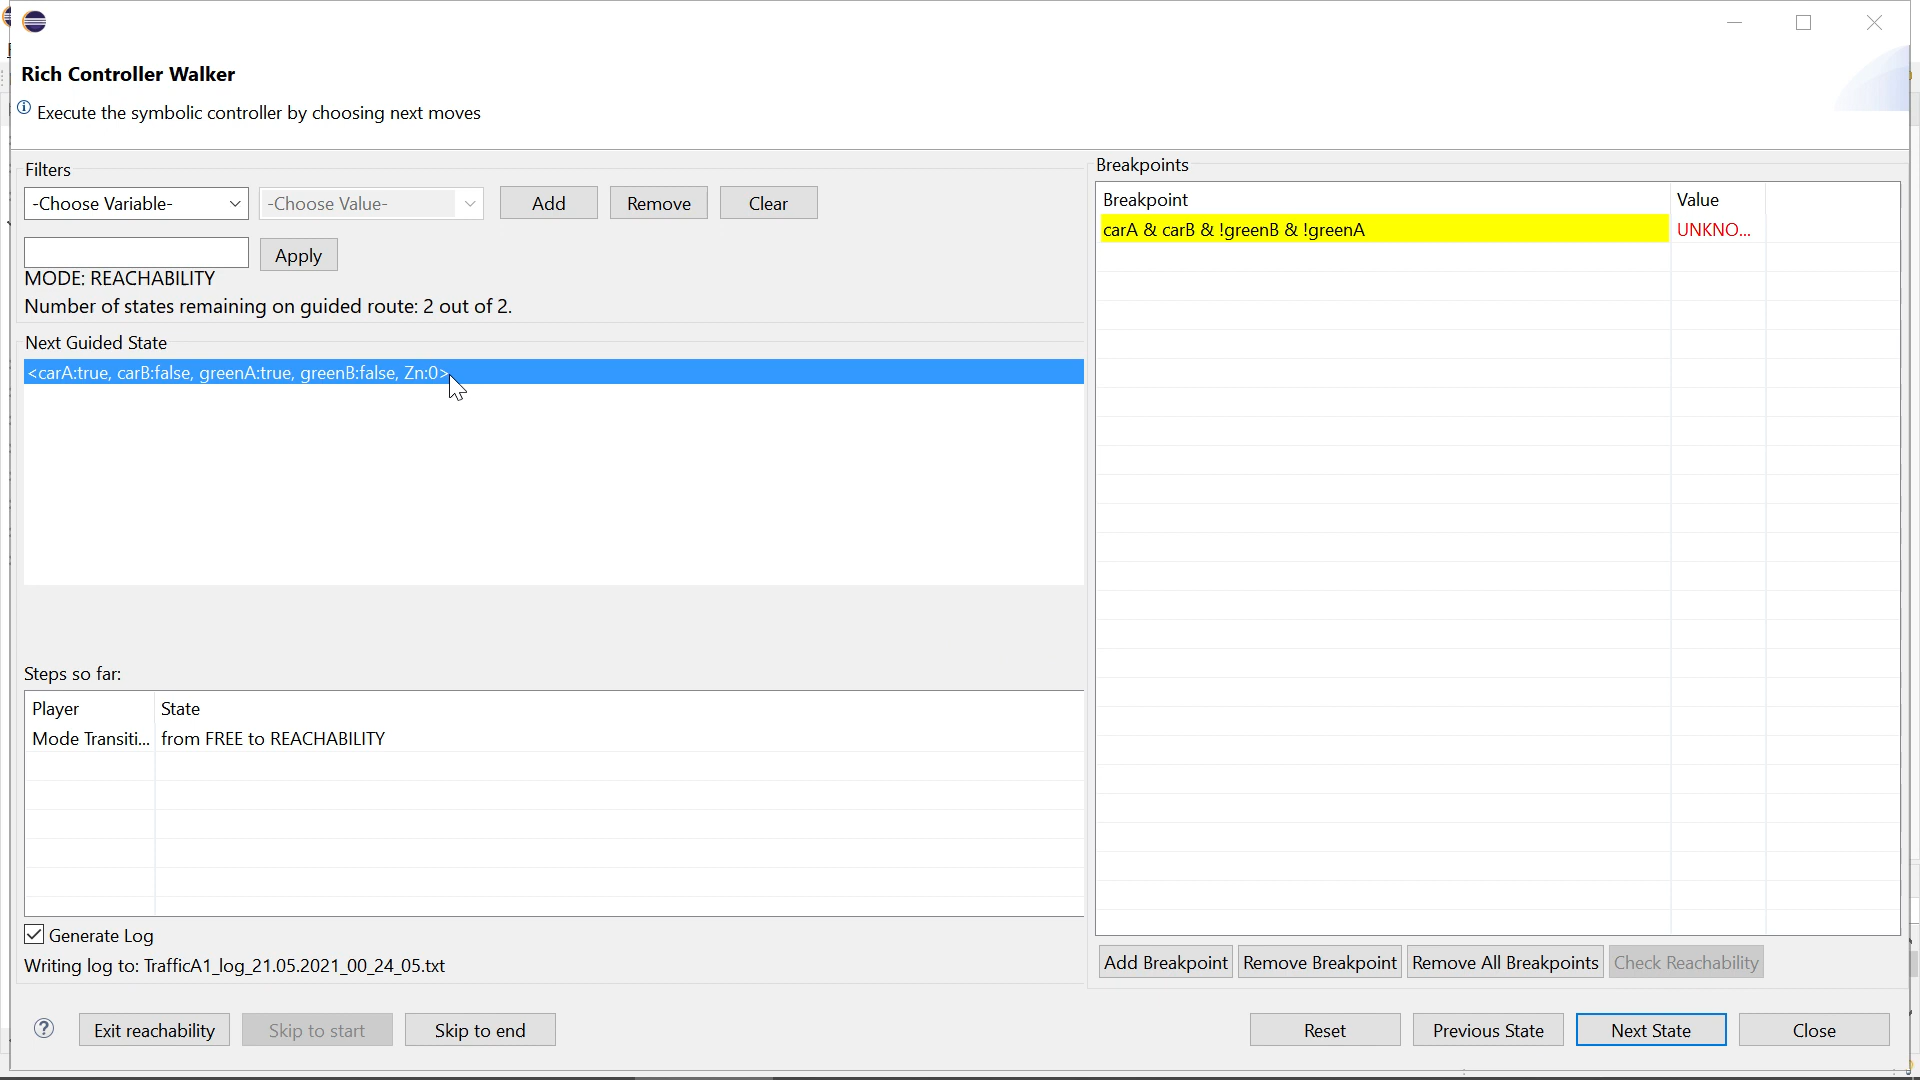 Rich Controller Walker
Execute the symbolic controller by choosing next moves
Filters
-Choose Variable-
-Choose Value-
Add
Remove
Clear
Apply
MODE: REACHABILITY
Number of states remaining on guided route: 2 out of 2.
Next Guided State
<carA:true, carB:false, greenA:true, greenB:false, Zn:0>
Steps so far:
Player State
Mode Transiti... from FREE to REACHABILITY
Generate Log
Writing log to: TrafficA1_log_21.05.2021_00_24_05.txt
Breakpoints
Breakpoint Value
carA & carB & !greenB & !greenA UNKNO...
Add Breakpoint
Remove Breakpoint
Remove All Breakpoints
Check Reachability
Exit reachability
Skip to start
Skip to end
Reset
Previous State
Next State
Close